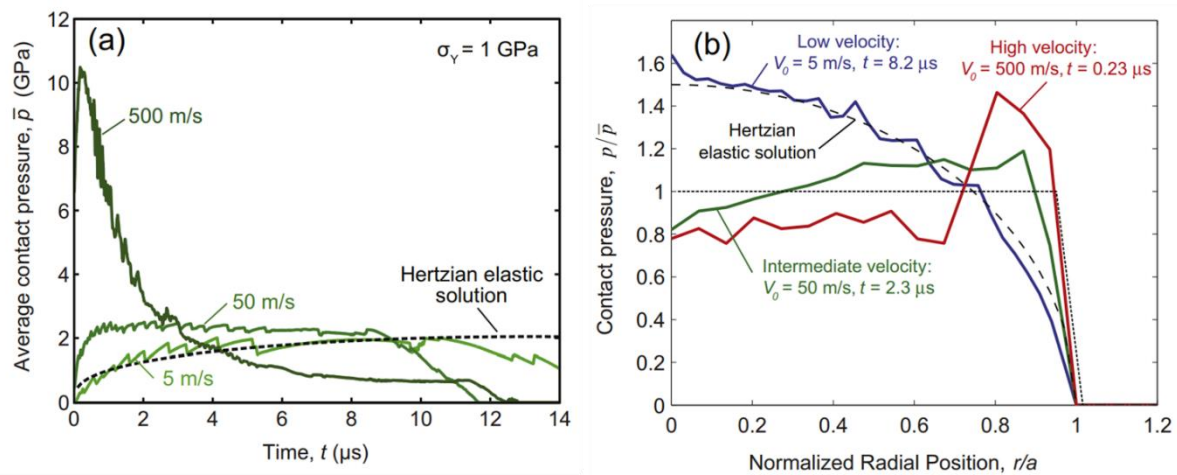 (a)
σY = 1 GPa
500 m/s
50 m/s
5 m/s
Hertzian elastic
solution
Average contact pressure, p̄ (GPa)
12
10
8
6
4
2
0
0 2 4 6 8 10 12 14
Time, t (μs)
(b)
Low velocity:
V0 = 5 m/s, t = 8.2 μs
High velocity:
V0 = 500 m/s, t = 0.23 μs
Hertzian
elastic solution
Intermediate velocity:
V0 = 50 m/s, t = 2.3 μs
Contact pressure, p/p̄
1.6
1.4
1.2
1
0.8
0.6
0.4
0.2
0
0 0.2 0.4 0.6 0.8 1 1.2
Normalized Radial Position, r/a